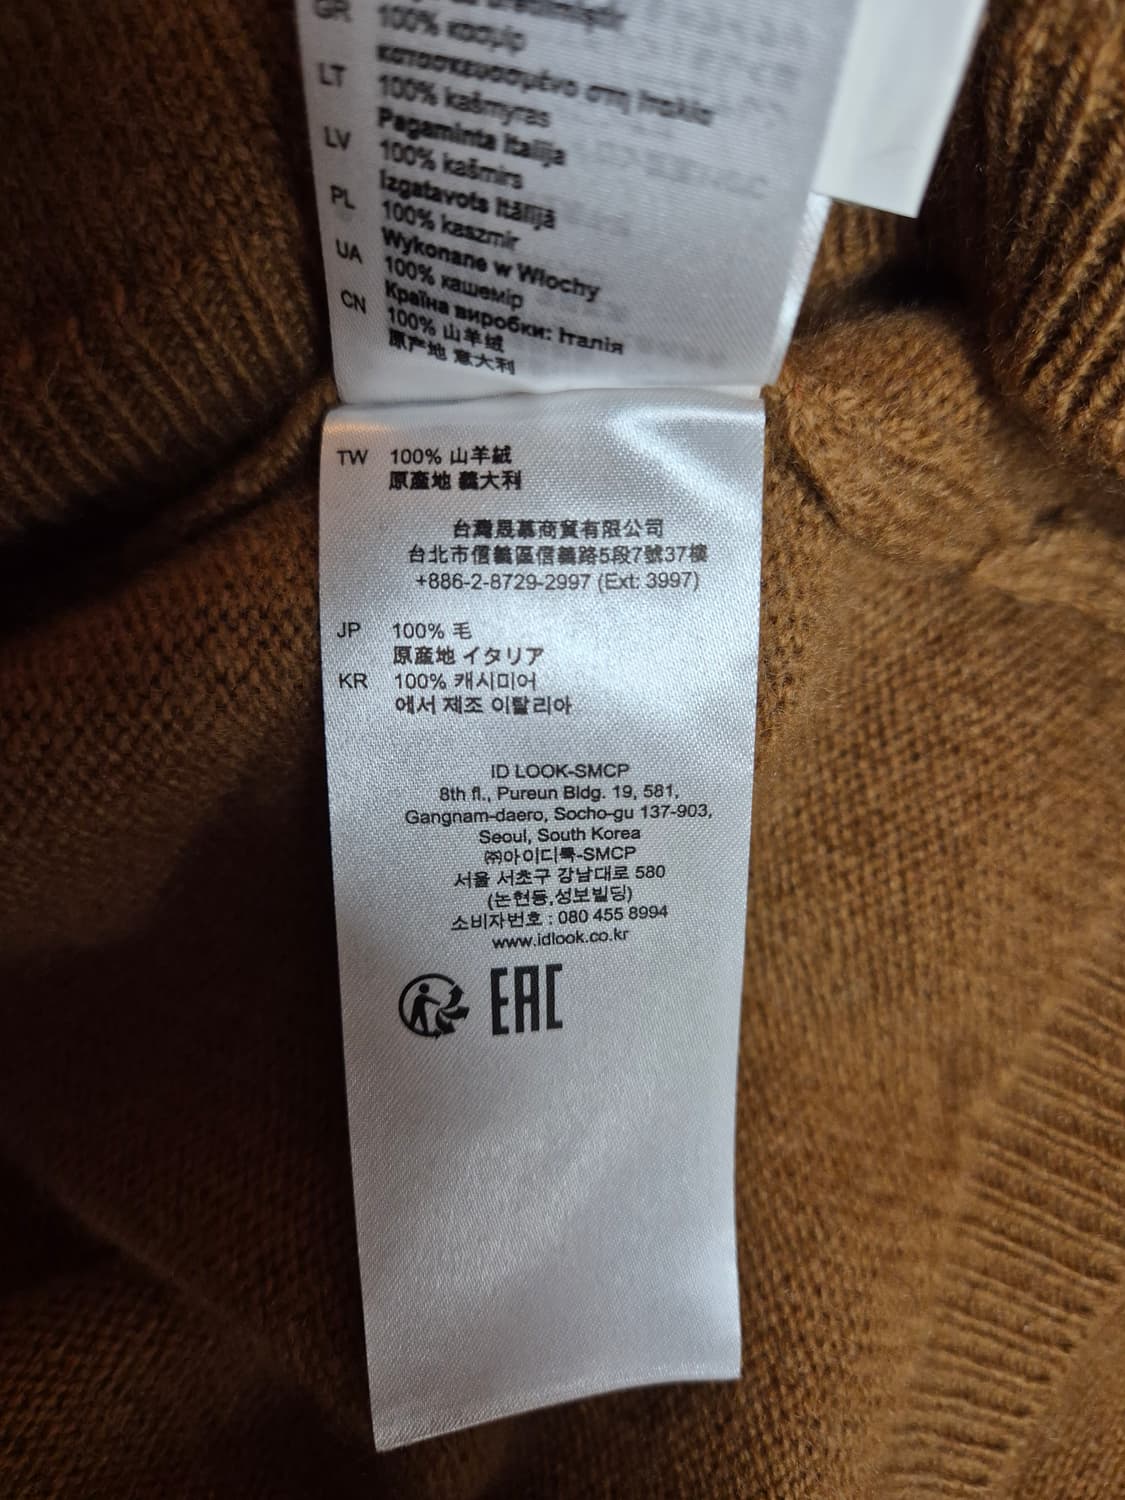 GR 100% κασμίρ
κατασκευασμένο στη Ιταλία
LT 100% kašmyras
Pagaminta Italija
LV 100% kašmirs
Izgatavots Itālijā
PL 100% kaszmir
Wykonane w Włochy
UA 100% кашемір
Країна виробки: Італія
CN 100% 山羊绒
原产地 意大利
TW 100% 山羊絨
原產地 義大利
台灣晟慕商貿有限公司
台北市信義區信義路5段7號37樓
+886-2-8729-2997 (Ext: 3997)
JP 100% 毛
原産地 イタリア
KR 100% 캐시미어
에서 제조 이탈리아
ID LOOK-SMCP
8th fl., Pureun Bldg. 19, 581,
Gangnam-daero, Socho-gu 137-903,
Seoul, South Korea
㈜아이디룩-SMCP
서울 서초구 강남대로 580
(논현동,성보빌딩)
소비자번호 : 080 455 8994
www.idlook.co.kr
EAC